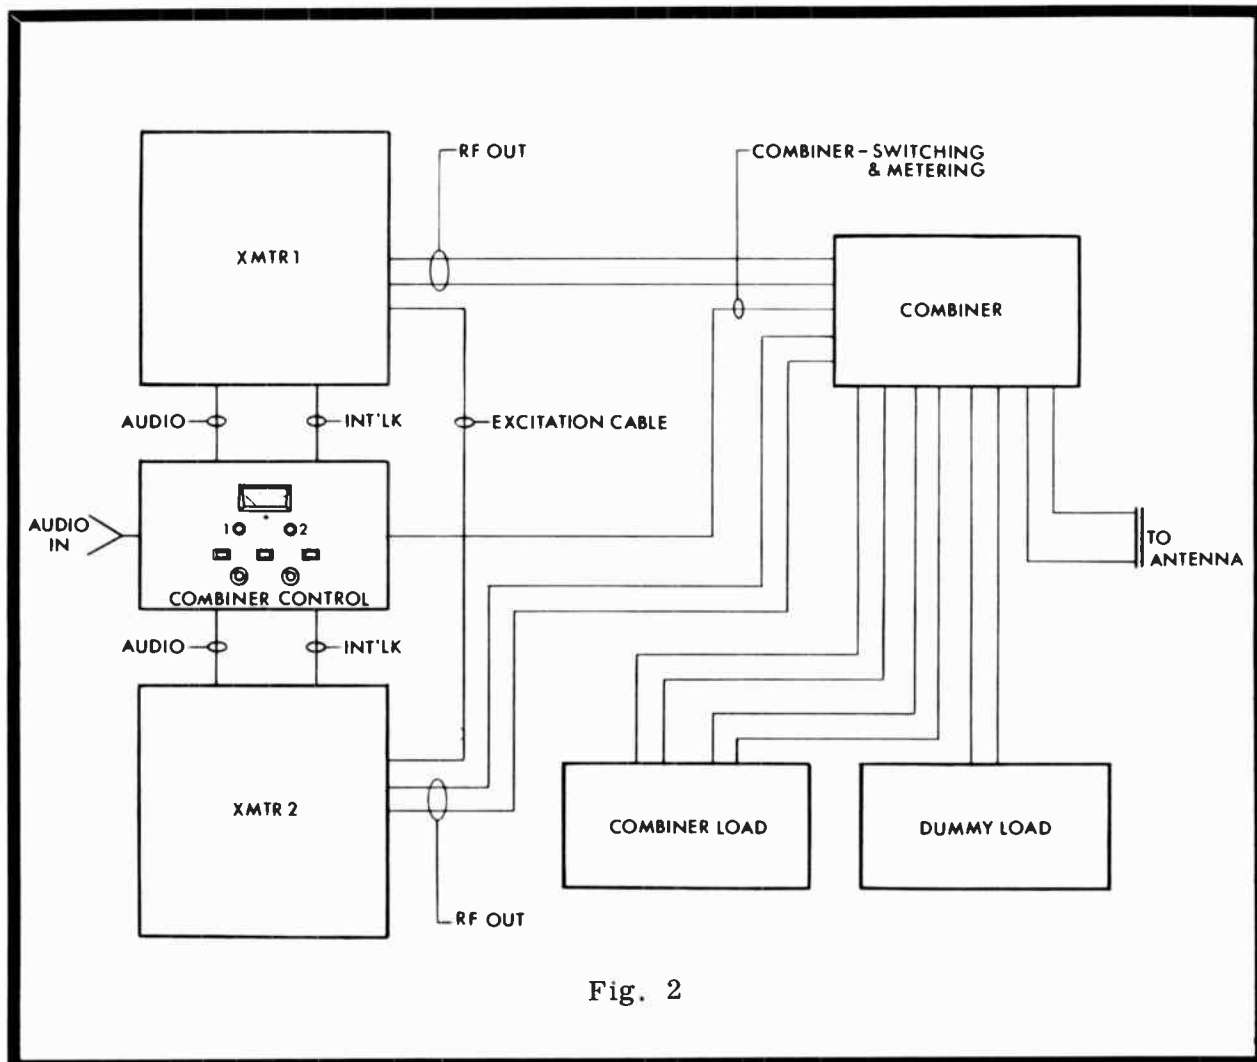 RF OUT
COMBINER-SWITCHING
& METERING
XMTR 1
COMBINER
AUDIO
INT'LK
EXCITATION CABLE
AUDIO
IN
1
2
COMBINER CONTROL
TO
ANTENNA
AUDIO
INT'LK
XMTR 2
COMBINER LOAD
DUMMY LOAD
RF OUT
Fig. 2